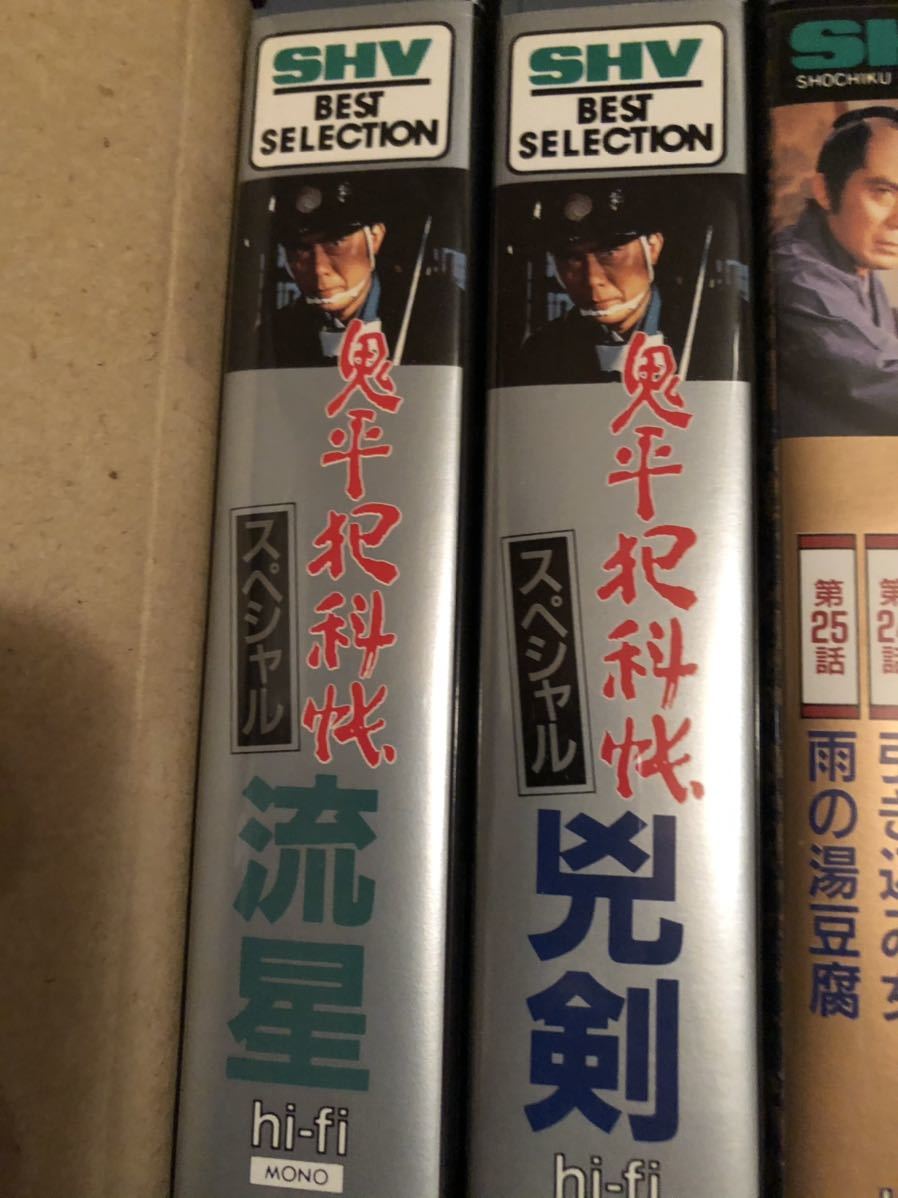 SHV
BEST
SELECTION
鬼平犯科帳
スペシャル
流星
hi-fi
MONO
SHV
BEST
SELECTION
鬼平犯科帳
スペシャル
兇剣
hi-fi
SHOCHIKU
第25話
雨の湯豆腐